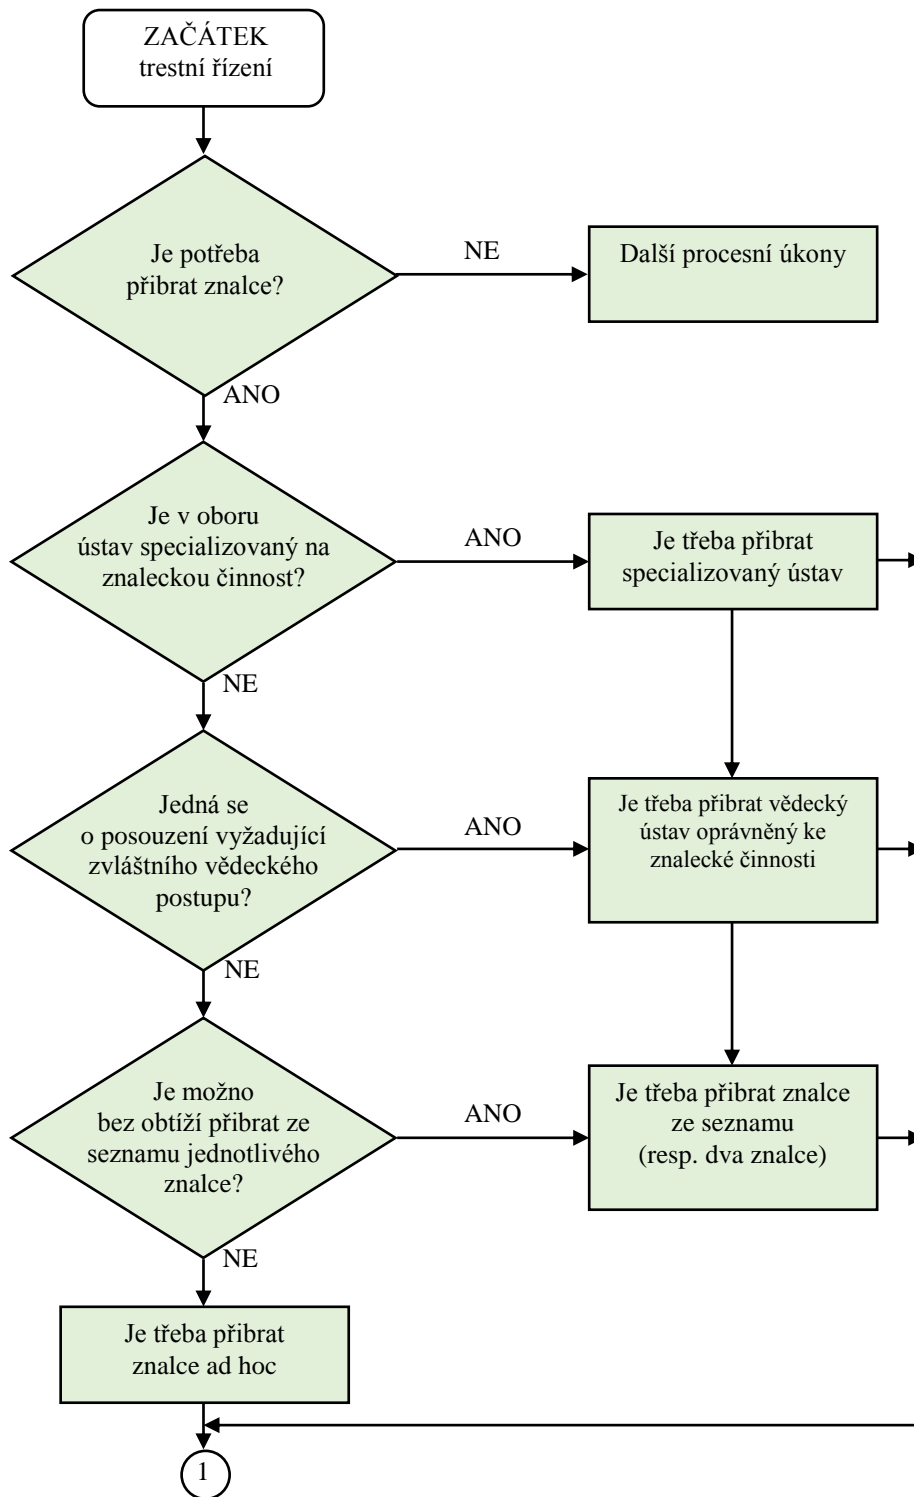 ZAČÁTEK
trestní řízení
Je potřeba
přibrat znalce?
NE
Další procesní úkony
ANO
Je v oboru
ústav specializovaný na
znaleckou činnost?
ANO
Je třeba přibrat
specializovaný ústav
NE
Jedná se
o posouzení vyžadující
zvláštního vědeckého
postupu?
ANO
Je třeba přibrat vědecký
ústav oprávněný ke
znalecké činnosti
NE
Je možno
bez obtíží přibrat ze
seznamu jednotlivého
znalce?
ANO
Je třeba přibrat znalce
ze seznamu
(resp. dva znalce)
NE
Je třeba přibrat
znalce ad hoc
1